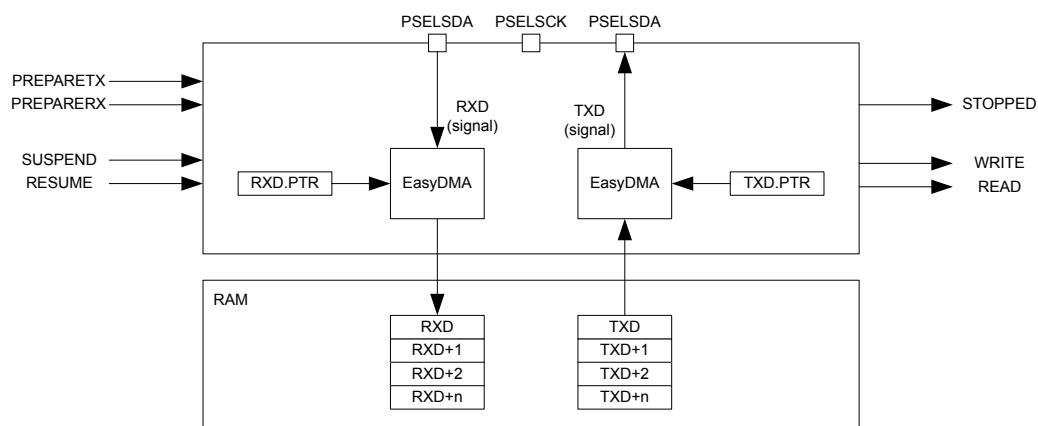 PSELSDA PSELSCK PSELSDA
PREPARETX
PREPARERX
RXD
(signal)
TXD
(signal)
STOPPED
SUSPEND
RESUME
RXD.PTR
EasyDMA
EasyDMA
TXD.PTR
WRITE
READ
RAM
RXD
RXD+1
RXD+2
RXD+n
TXD
TXD+1
TXD+2
TXD+n